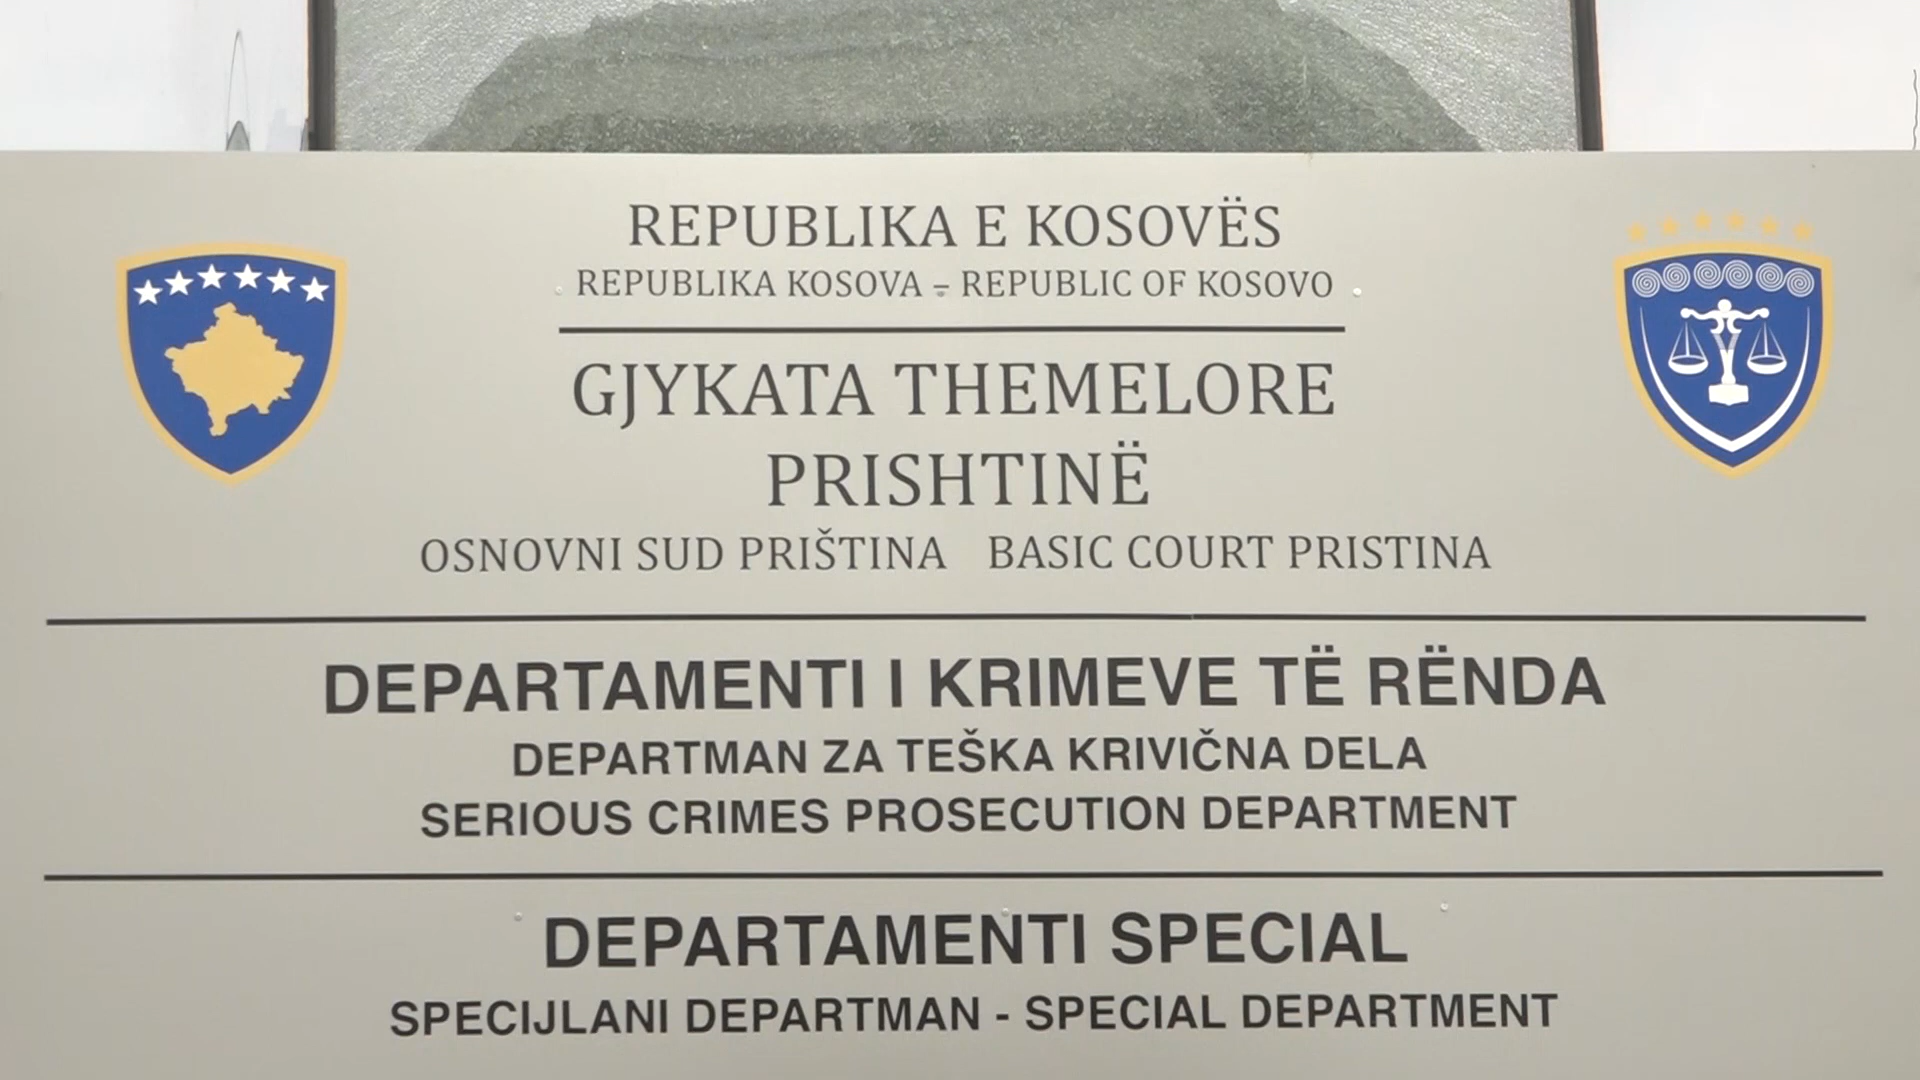 REPUBLIKA E KOSOVËS
REPUBLIKA KOSOVA – REPUBLIC OF KOSOVO
GJYKATA THEMELORE
PRISHTINË
OSNOVNI SUD PRIŠTINA BASIC COURT PRISTINA
DEPARTAMENTI I KRIMEVE TË RËNDA
DEPARTMAN ZA TEŠKA KRIVIČNA DELA
SERIOUS CRIMES PROSECUTION DEPARTMENT
DEPARTAMENTI SPECIAL
SPECIJLANI DEPARTMAN - SPECIAL DEPARTMENT